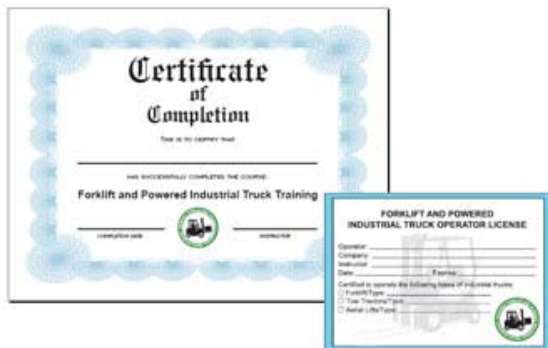 Certificate
of
Completion
THIS IS TO CERTIFY THAT
HAS SUCCESSFULLY COMPLETED THE COURSE:
Forklift and Powered Industrial Truck Training
COMPLETION DATE
INSTRUCTOR
FORKLIFT AND POWERED
INDUSTRIAL TRUCK OPERATOR LICENSE
Operator:
Company:
Instructor:
Date: Expires:
Certified to operate the following types of industrial trucks:
Forklift/Type:
Tow Tractors/Type:
Aerial Lifts/Type: